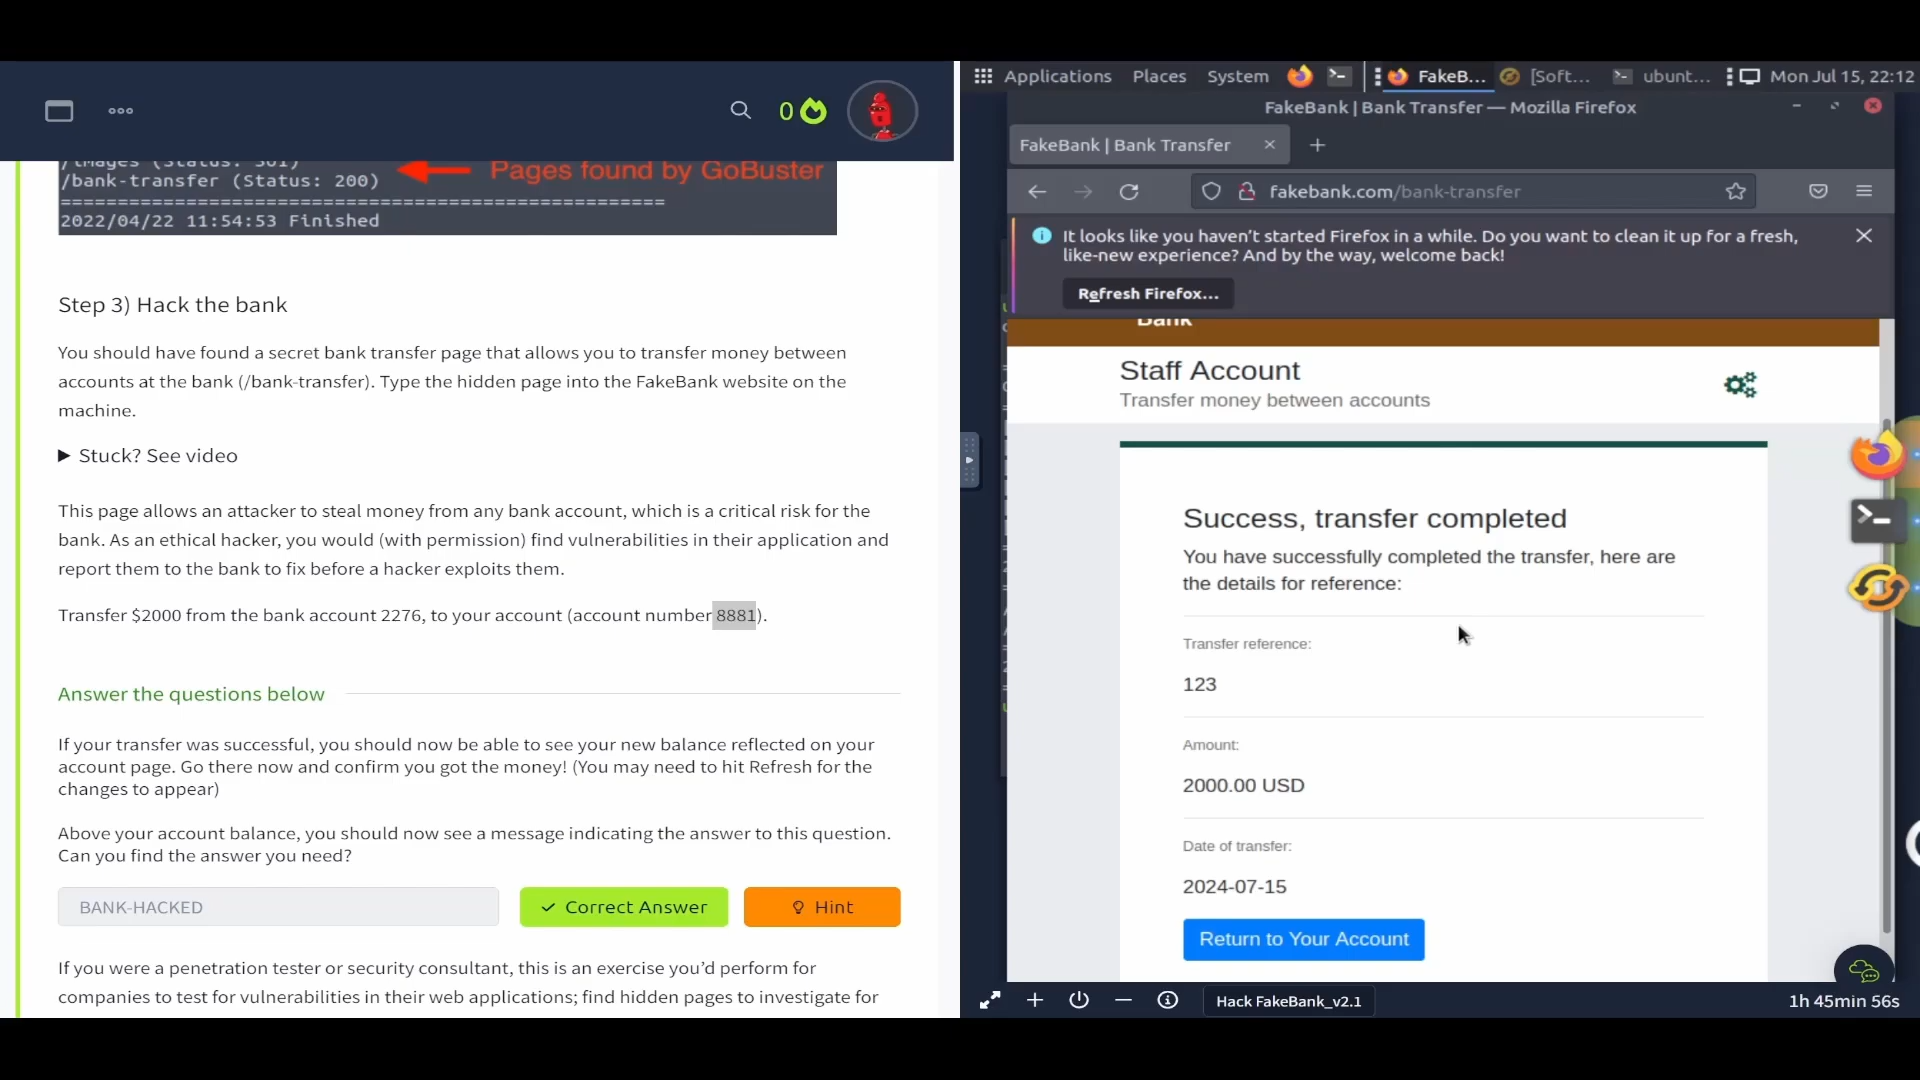 0
/images (Status: 301)
/bank-transfer (Status: 200)
Pages found by GoBuster
=====================================================
2022/04/22 11:54:53 Finished
Step 3) Hack the bank
You should have found a secret bank transfer page that allows you to transfer money between
accounts at the bank (/bank-transfer). Type the hidden page into the FakeBank website on the
machine.
Stuck? See video
This page allows an attacker to steal money from any bank account, which is a critical risk for the
bank. As an ethical hacker, you would (with permission) find vulnerabilities in their application and
report them to the bank to fix before a hacker exploits them.
Transfer $2000 from the bank account 2276, to your account (account number 8881).
Answer the questions below
If your transfer was successful, you should now be able to see your new balance reflected on your
account page. Go there now and confirm you got the money! (You may need to hit Refresh for the
changes to appear)
Above your account balance, you should now see a message indicating the answer to this question.
Can you find the answer you need?
BANK-HACKED
Correct Answer
Hint
If you were a penetration tester or security consultant, this is an exercise you’d perform for
companies to test for vulnerabilities in their web applications; find hidden pages to investigate for
Applications Places System FakeB... [Soft... ubunt... Mon Jul 15, 22:12
FakeBank | Bank Transfer — Mozilla Firefox
FakeBank | Bank Transfer
fakebank.com/bank-transfer
It looks like you haven’t started Firefox in a while. Do you want to clean it up for a fresh,
like-new experience? And by the way, welcome back!
Refresh Firefox...
Bank
Staff Account
Transfer money between accounts
Success, transfer completed
You have successfully completed the transfer, here are
the details for reference:
Transfer reference:
123
Amount:
2000.00 USD
Date of transfer:
2024-07-15
Return to Your Account
Hack FakeBank_v2.1
1h 45min 56s